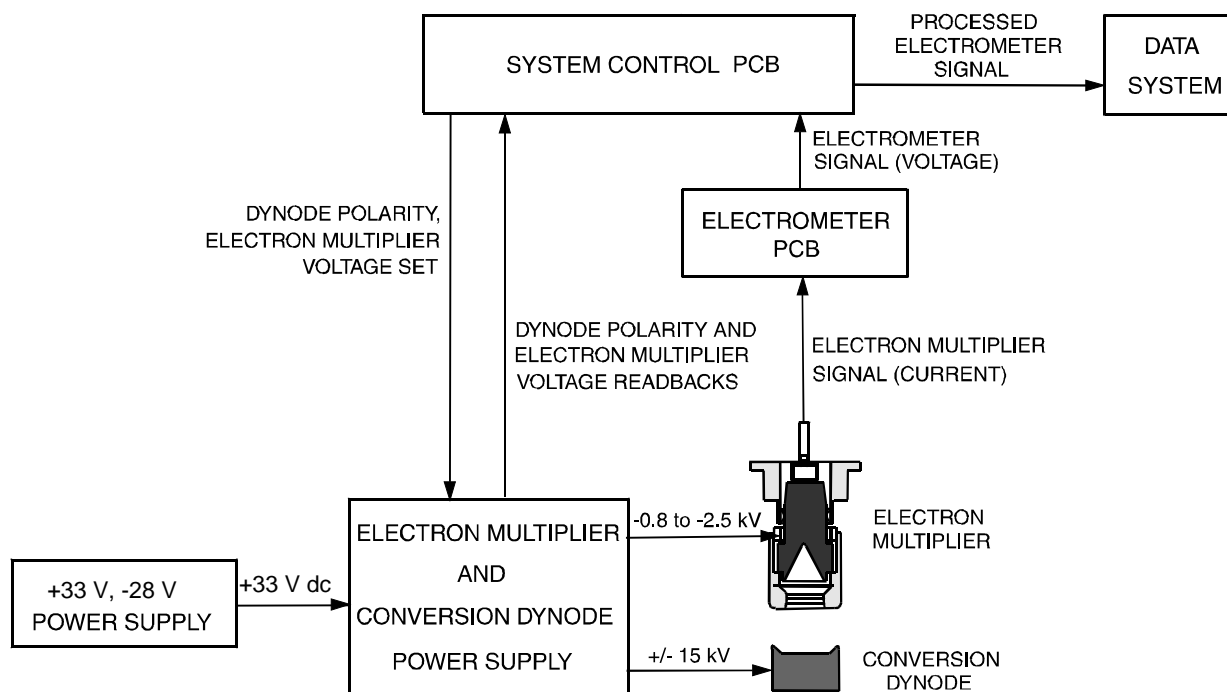 PROCESSED
ELECTROMETER
SIGNAL
DATA
SYSTEM
SYSTEM CONTROL PCB
ELECTROMETER
SIGNAL (VOLTAGE)
DYNODE POLARITY,
ELECTRON MULTIPLIER
VOLTAGE SET
ELECTROMETER
PCB
DYNODE POLARITY AND
ELECTRON MULTIPLIER
VOLTAGE READBACKS
ELECTRON MULTIPLIER
SIGNAL (CURRENT)
+33 V, -28 V
POWER SUPPLY
+33 V dc
ELECTRON MULTIPLIER
AND
CONVERSION DYNODE
POWER SUPPLY
-0.8 to -2.5 kV
ELECTRON
MULTIPLIER
+/- 15 kV
CONVERSION
DYNODE